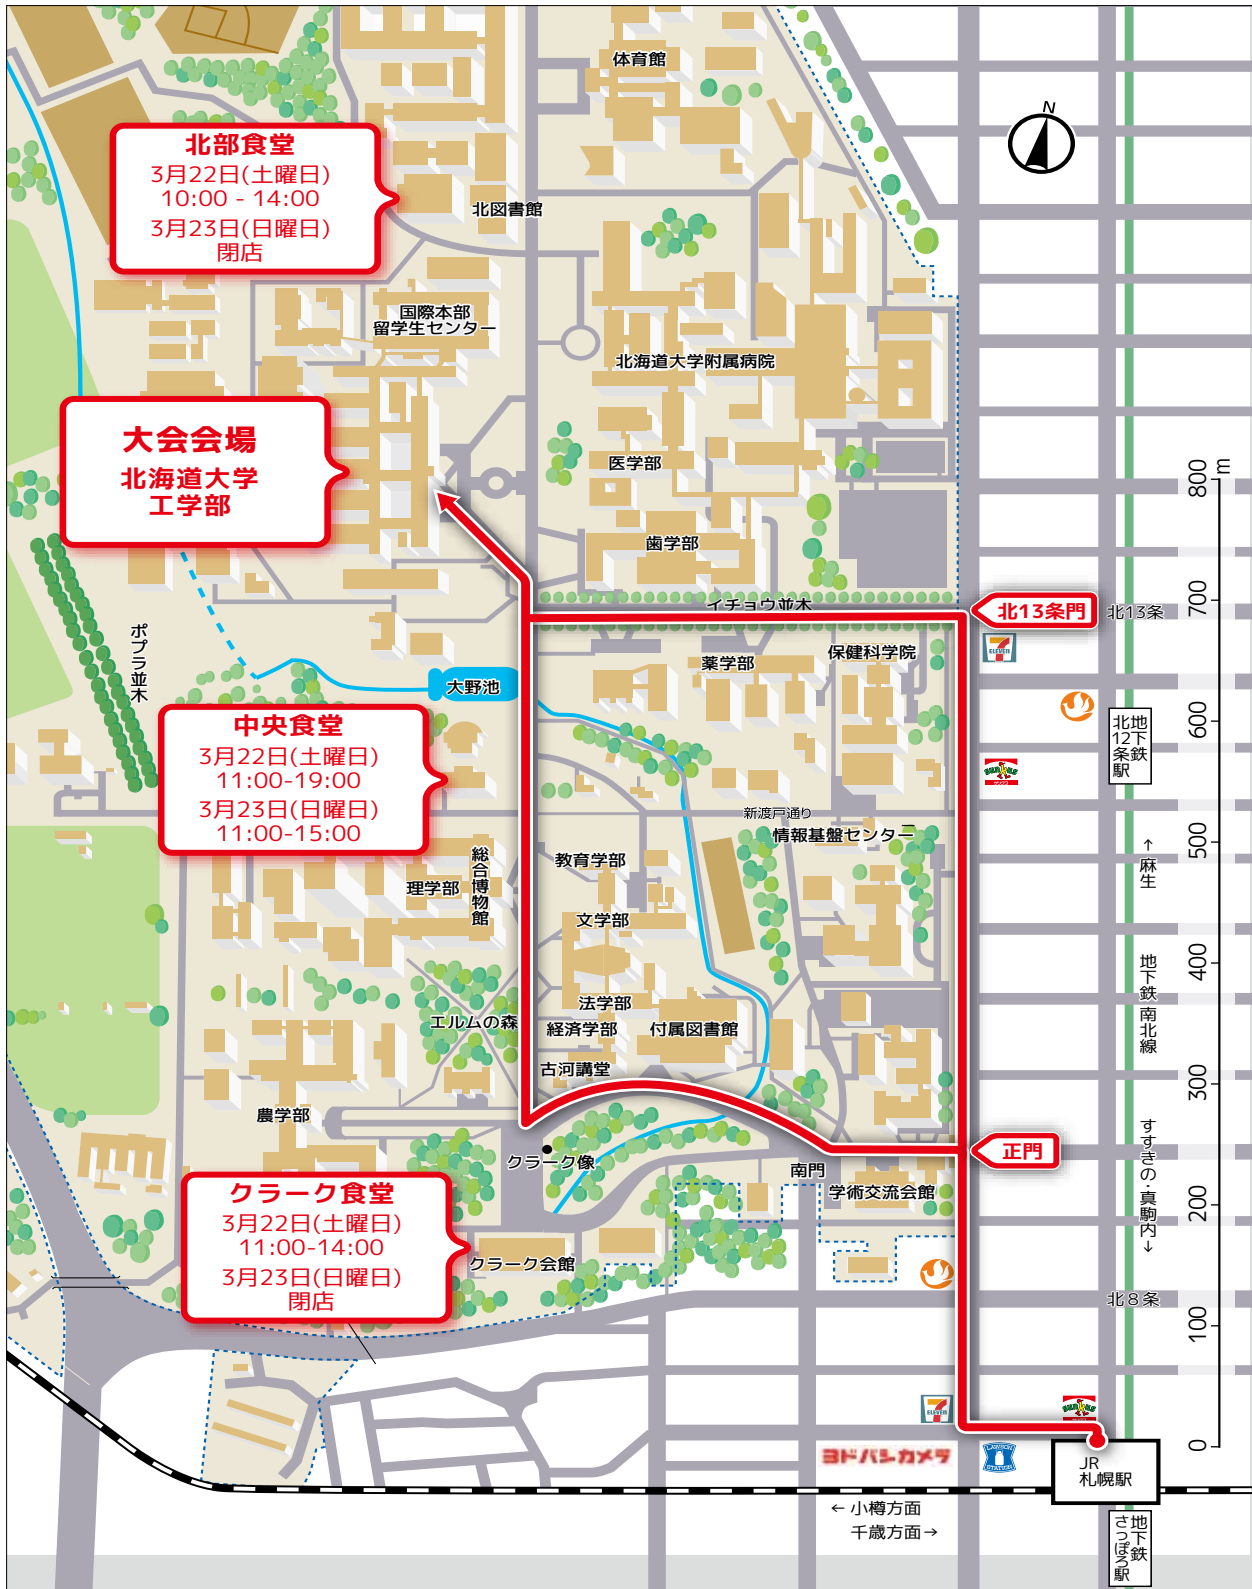 体育館
N
北部食堂
3月22日(土曜日)
10:00 - 14:00
3月23日(日曜日)
閉店
北図書館
国際本部
留学生センター
北海道大学附属病院
大会会場
北海道大学
工学部
医学部
歯学部
800
m
700
600
500
400
300
200
100
0
イチョウ並木
北13条門
北13条
7
ELEVEN
ポプラ並木
薬学部
保健科学院
大野池
地下鉄
北12条駅
中央食堂
3月22日(土曜日)
11:00-19:00
3月23日(日曜日)
11:00-15:00
新渡戸通り
情報基盤センター
↑麻生
総合博物館
教育学部
理学部
文学部
地下鉄 南北線
法学部
エルムの森
経済学部
付属図書館
古河講堂
農学部
すすきの・真駒内↓
クラーク像
南門
正門
学術交流会館
クラーク食堂
3月22日(土曜日)
11:00-14:00
3月23日(日曜日)
閉店
クラーク会館
北8条
7
ELEVEN
ヨドバシカメラ
LAWSON
STATION
JR
札幌駅
←小樽方面
千歳方面→
地下鉄
さっぽろ駅